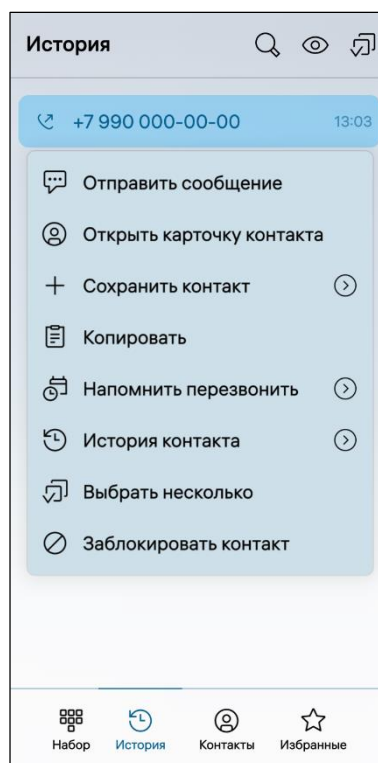 История
+7 990 000-00-00 13:03
Отправить сообщение
Открыть карточку контакта
Сохранить контакт
Копировать
Напомнить перезвонить
История контакта
Выбрать несколько
Заблокировать контакт
Набор История Контакты Избранные